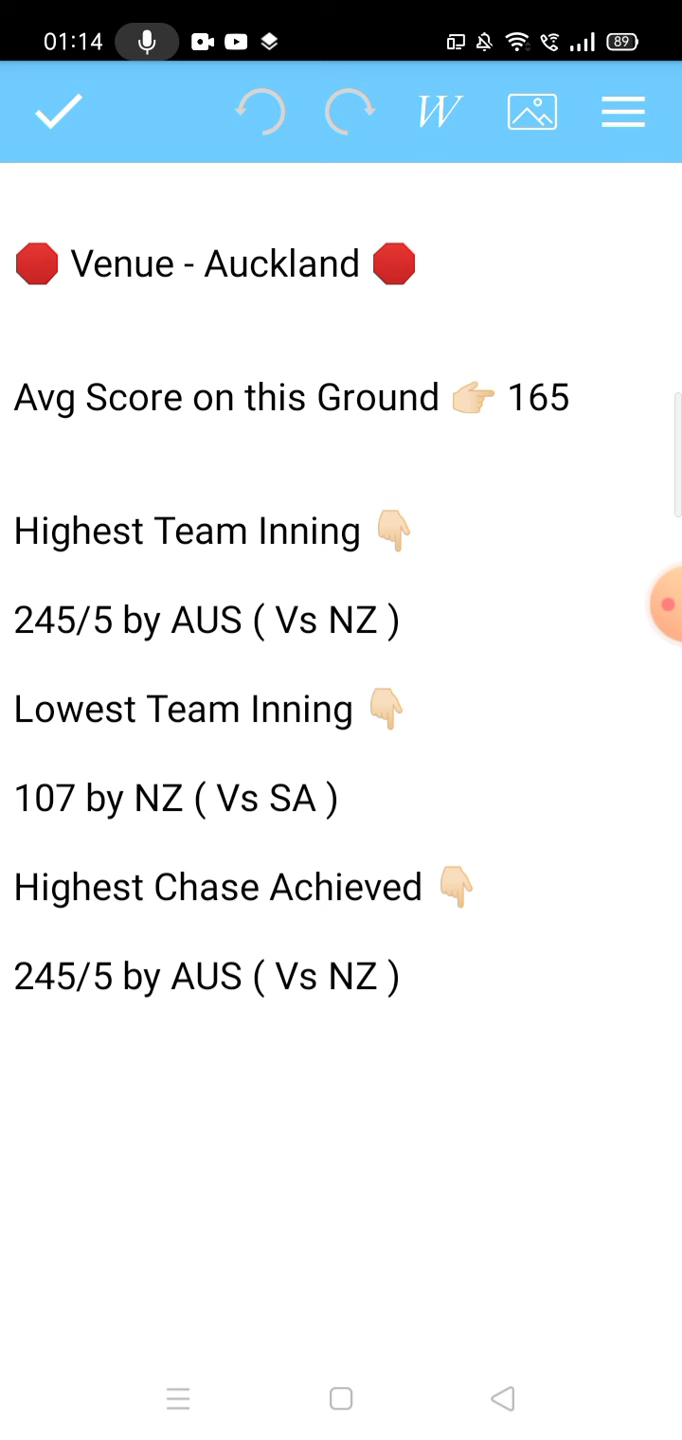 01:14
89
W
🛑 Venue - Auckland 🛑
Avg Score on this Ground 👉🏻 165
Highest Team Inning 👇🏻
245/5 by AUS ( Vs NZ )
Lowest Team Inning 👇🏻
107 by NZ ( Vs SA )
Highest Chase Achieved 👇🏻
245/5 by AUS ( Vs NZ )